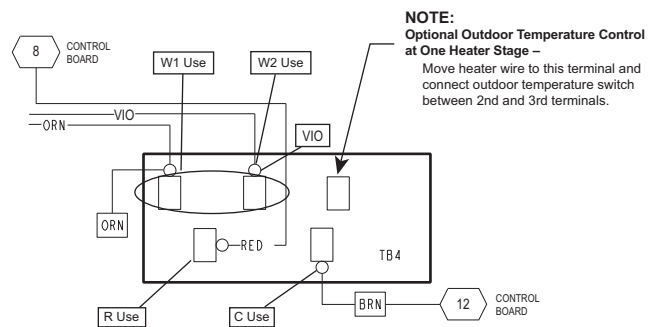 NOTE:
Optional Outdoor Temperature Control
at One Heater Stage –
Move heater wire to this terminal and
connect outdoor temperature switch
between 2nd and 3rd terminals.
8
CONTROL
BOARD
W1 Use
W2 Use
VIO
ORN
VIO
ORN
RED
TB4
R Use
C Use
BRN
12
CONTROL
BOARD